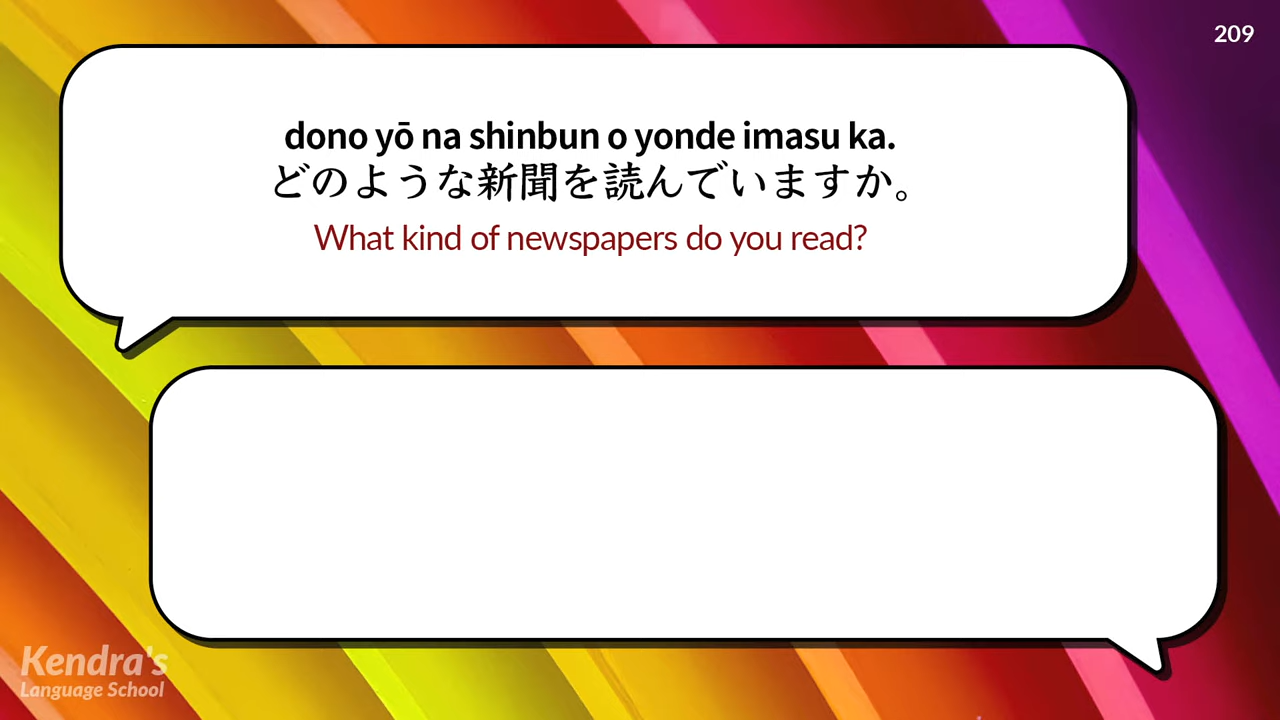 209
dono yō na shinbun o yonde imasu ka.
どのような新聞を読んでいますか。
What kind of newspapers do you read?
Kendra's
Language School